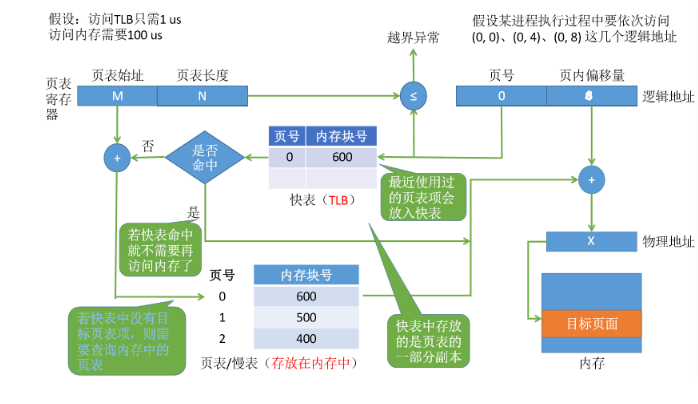 假设：访问TLB只需1 us
访问内存需要100 us
假设某进程执行过程中要依次访问
(0, 0)、(0, 4)、(0, 8) 这几个逻辑地址
越界异常
页表始址
页表长度
页号
页内偏移量
页表
寄存
器
M
N
≤
0
逻辑地址
否
是否
命中
+
页号
内存块号
0
600
快表（TLB）
最近使用过
的页表项会
放入快表
+
是
若快表命中
就不需要再
访问内存了
X
物理地址
页号
内存块号
0
600
1
500
2
400
页表/慢表（存放在内存中）
若快表中没有目
标页表项，则需
要查询内存中的
页表
快表中存放
的是页表的
一部分副本
目标页面
内存